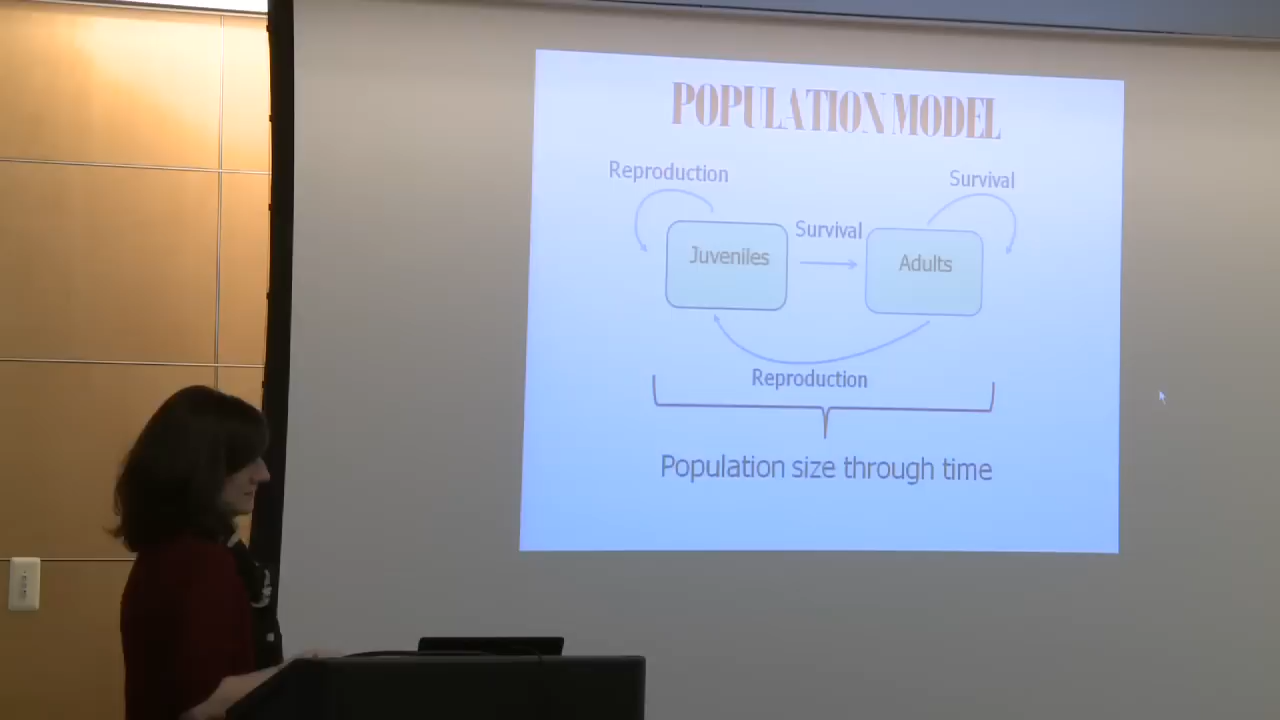 POPULATION MODEL
Reproduction
Survival
Survival
Juveniles
Adults
Reproduction
Population size through time